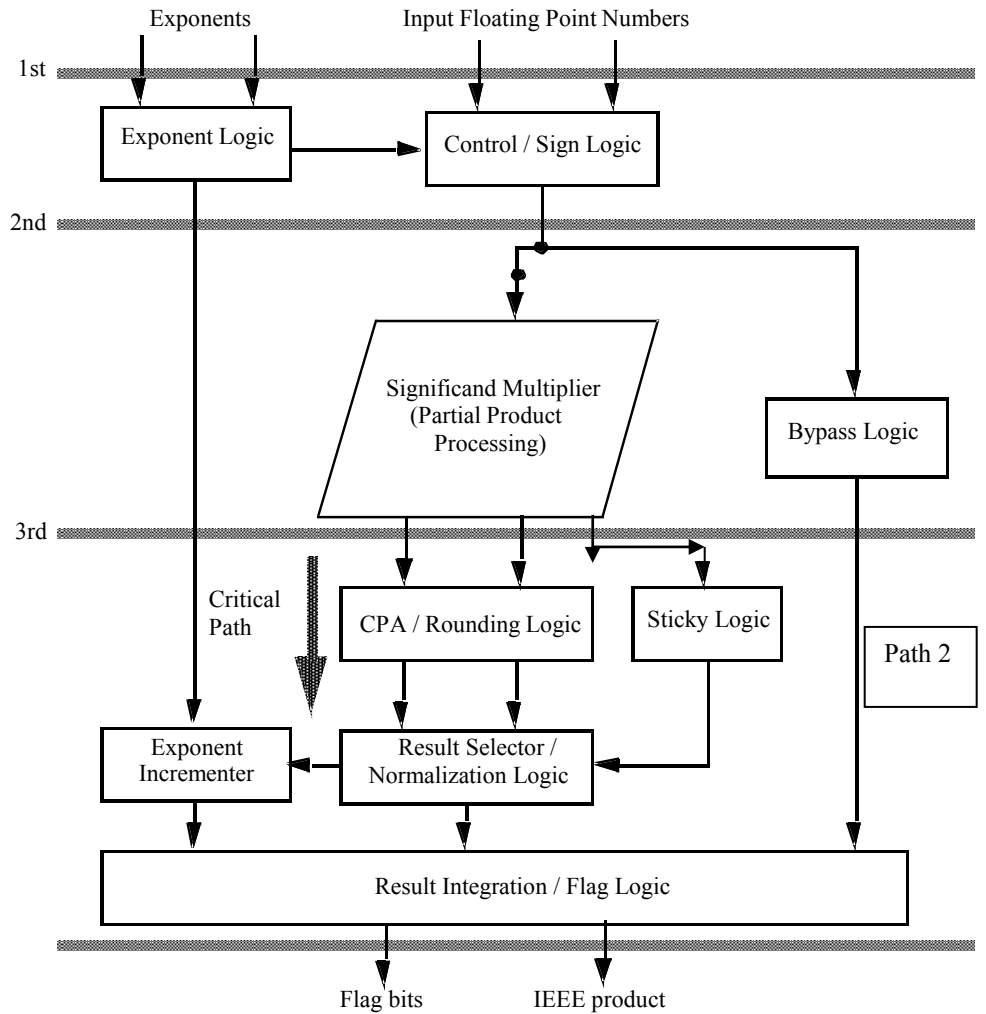 Exponents
Input Floating Point Numbers
1st
Exponent Logic
Control / Sign Logic
2nd
Significand Multiplier
(Partial Product
Processing)
Bypass Logic
3rd
Critical
Path
CPA / Rounding Logic
Sticky Logic
Path 2
Exponent
Incrementer
Result Selector /
Normalization Logic
Result Integration / Flag Logic
Flag bits
IEEE product